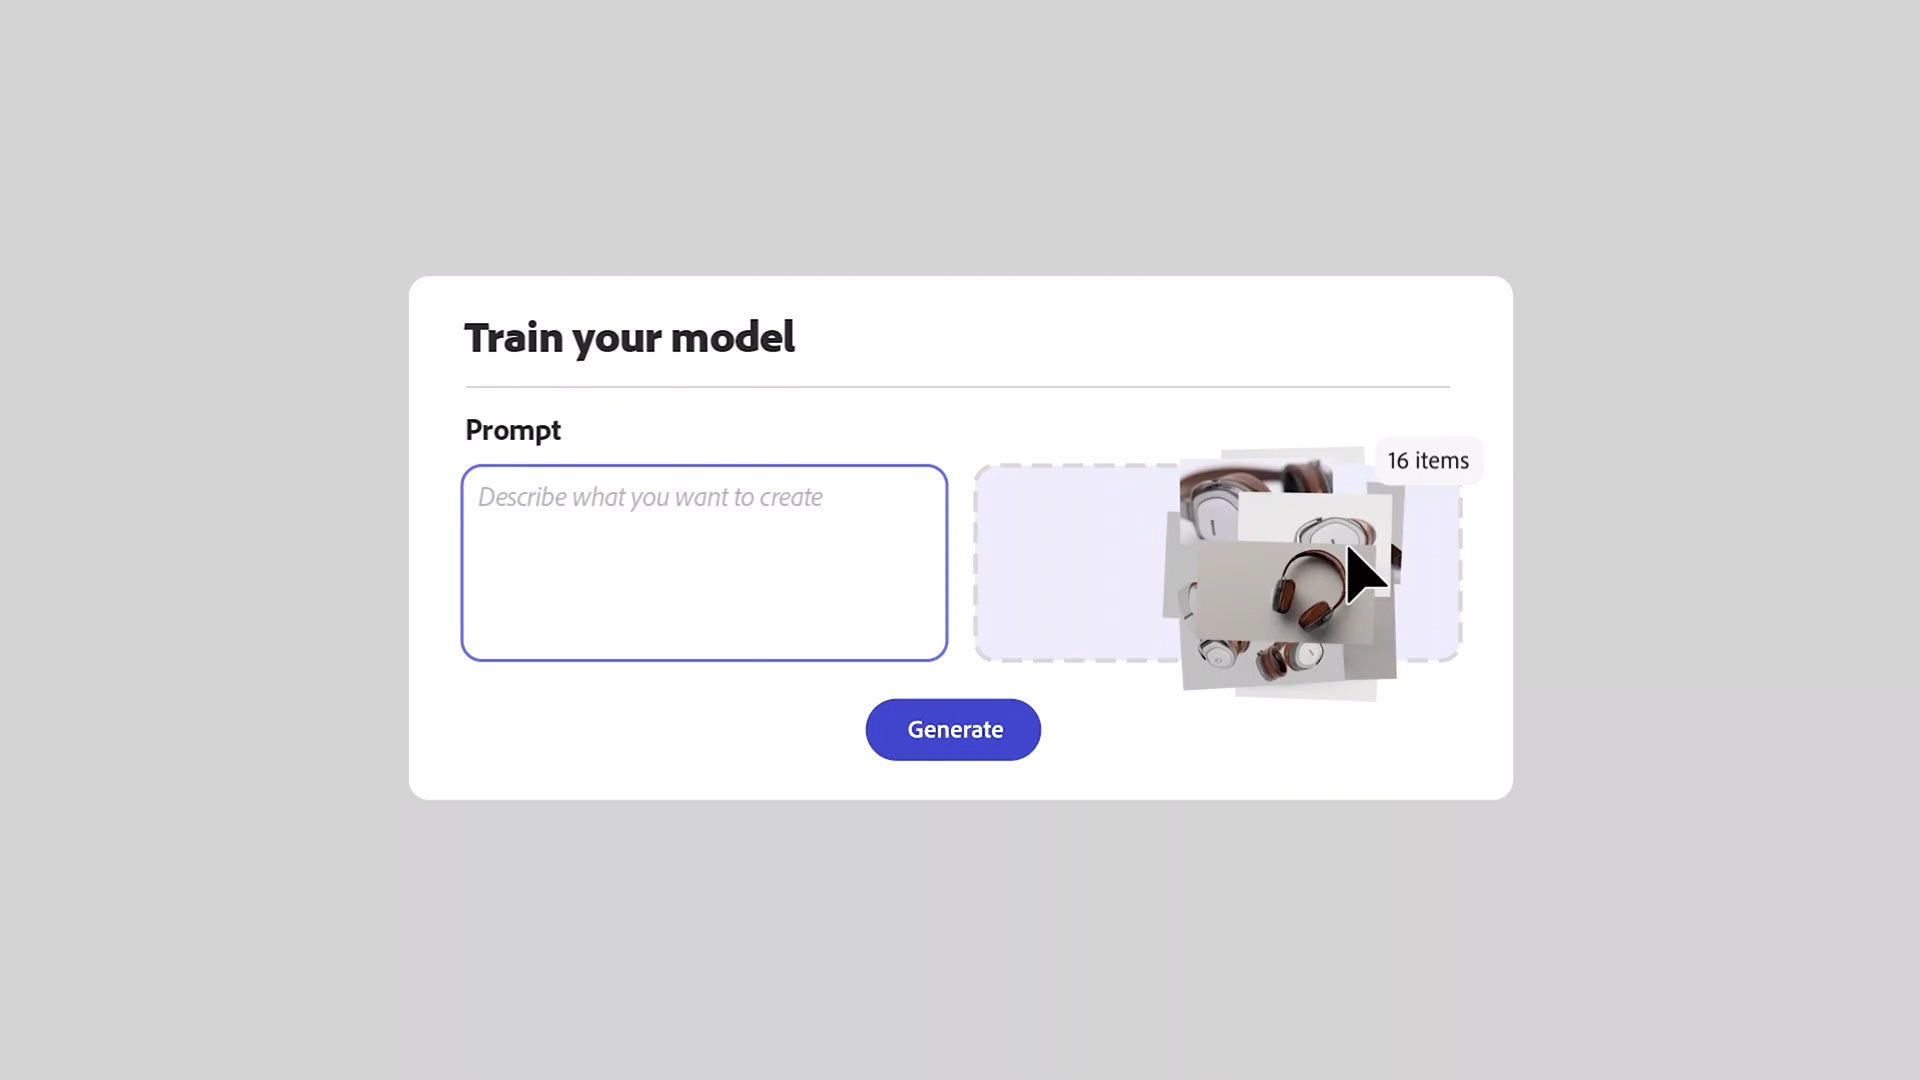 Train your model
Prompt
16 items
Describe what you want to create
Generate